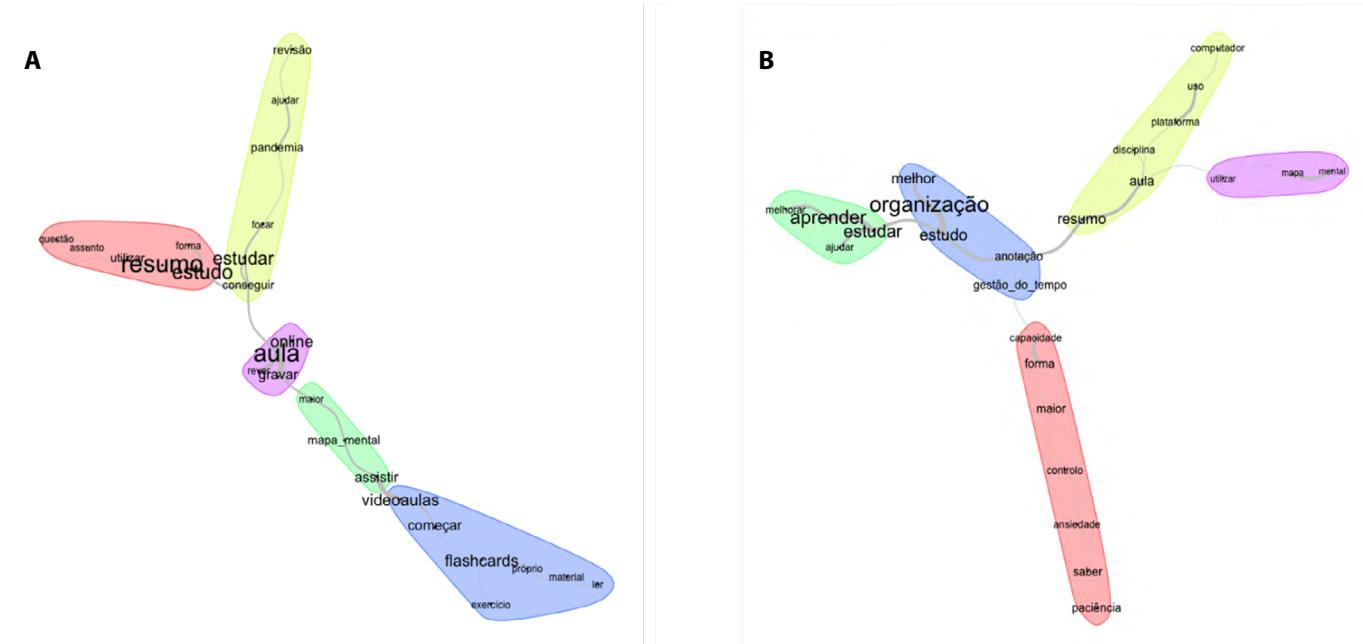 A
revisão
ajudar
pandemia
focar
questão
assunto
forma
utilizar
resumo
estudo
estudar
conseguir
online
aula
rever
gravar
maior
mapa_mental
assistir
videoaulas
começar
flashcards
próprio
material
ler
exercício
B
computador
uso
plataforma
disciplina
aula
utilizar
mapa
mental
resumo
melhor
organização
estudo
anotação
gestão_do_tempo
melhorar
aprender
estudar
ajudar
capacidade
forma
maior
controlo
ansiedade
saber
paciência